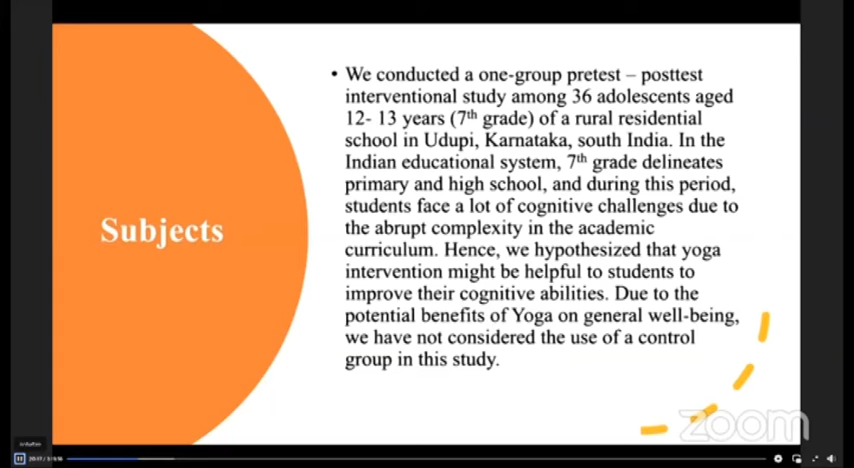 Subjects
• We conducted a one-group pretest – posttest
interventional study among 36 adolescents aged
12- 13 years (7th grade) of a rural residential
school in Udupi, Karnataka, south India. In the
Indian educational system, 7th grade delineates
primary and high school, and during this period,
students face a lot of cognitive challenges due to
the abrupt complexity in the academic
curriculum. Hence, we hypothesized that yoga
intervention might be helpful to students to
improve their cognitive abilities. Due to the
potential benefits of Yoga on general well-being,
we have not considered the use of a control
group in this study.
zoom